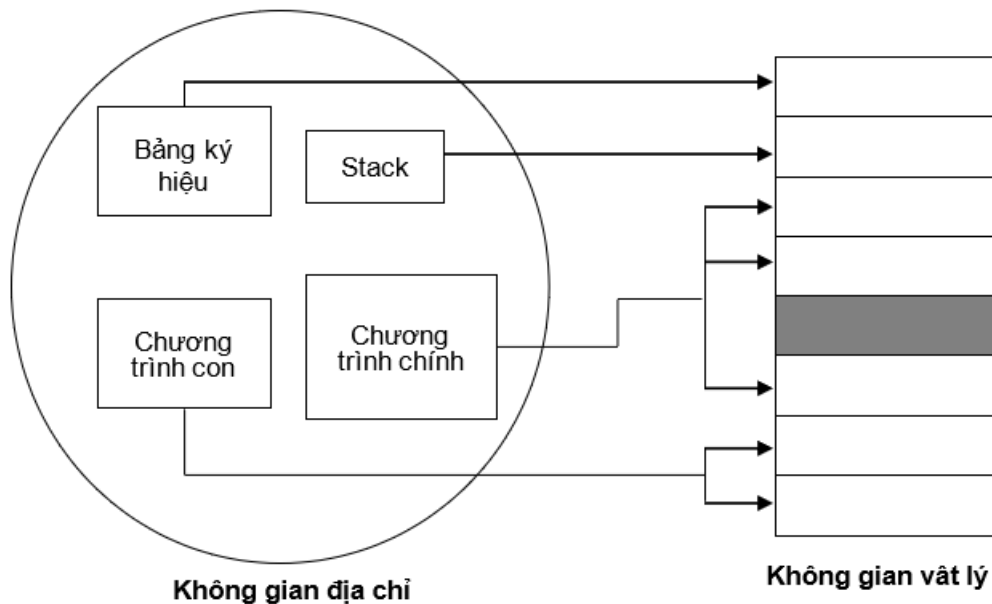 Bảng ký
hiệu
Stack
Chương
trình con
Chương
trình chính
Không gian địa chỉ
Không gian vât lý